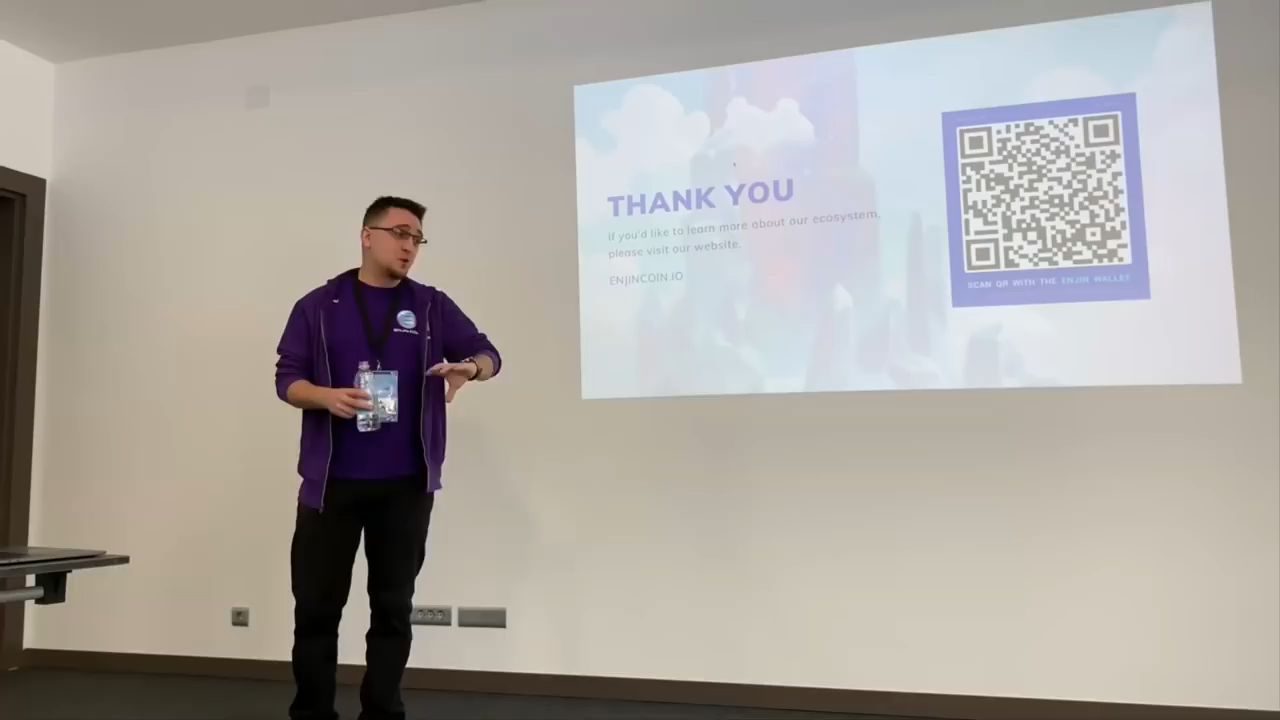 THANK YOU
If you'd like to learn more about our ecosystem,
please visit our website.
ENJINCOIN.IO
SCAN QR WITH THE ENJIN WALLET